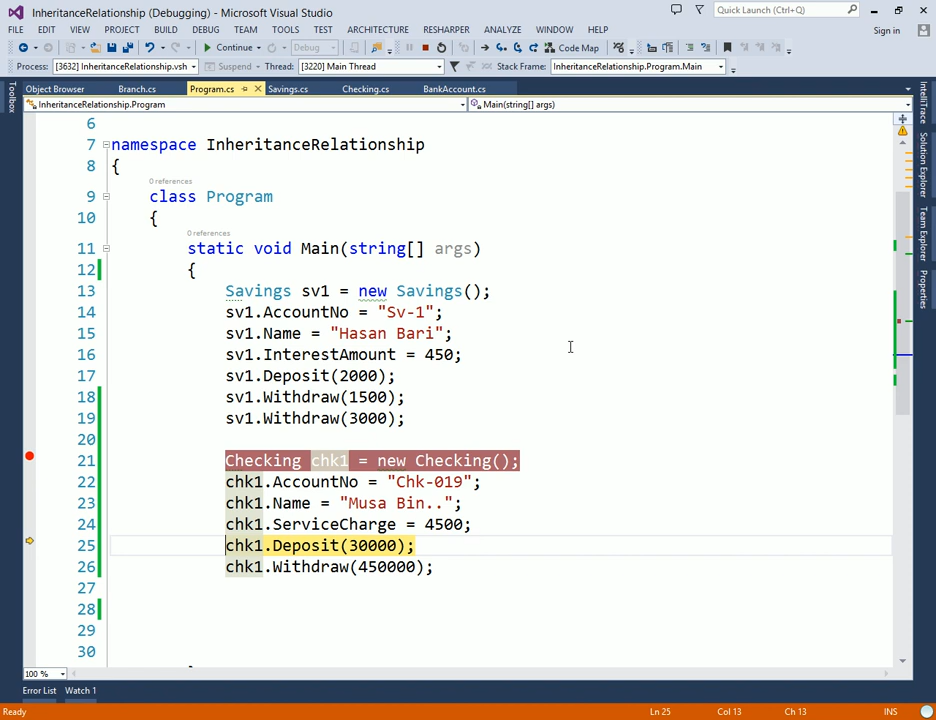 InheritanceRelationship (Debugging) - Microsoft Visual Studio
Quick Launch (Ctrl+Q)
FILE EDIT VIEW PROJECT BUILD DEBUG TEAM TOOLS TEST ARCHITECTURE RESHARPER ANALYZE WINDOW HELP
Sign in
Continue Debug Code Map
Process: [3632] InheritanceRelationship.vsh Suspend Thread: [3220] Main Thread Stack Frame: InheritanceRelationship.Program.Main
Object Browser Branch.cs Program.cs Savings.cs Checking.cs BankAccount.cs
InheritanceRelationship.Program Main(string[] args)
Toolbox
IntelliTrace
Solution Explorer
Team Explorer
Properties
6
7 namespace InheritanceRelationship
8 {
0 references
9 class Program
10 {
0 references
11 static void Main(string[] args)
12 {
13 Savings sv1 = new Savings();
14 sv1.AccountNo = "Sv-1";
15 sv1.Name = "Hasan Bari";
16 sv1.InterestAmount = 450;
17 sv1.Deposit(2000);
18 sv1.Withdraw(1500);
19 sv1.Withdraw(3000);
20
21 Checking chk1 = new Checking();
22 chk1.AccountNo = "Chk-019";
23 chk1.Name = "Musa Bin..";
24 chk1.ServiceCharge = 4500;
25 chk1.Deposit(30000);
26 chk1.Withdraw(450000);
27
28
29
30
100 %
Error List Watch 1
Ready Ln 25 Col 13 Ch 13 INS